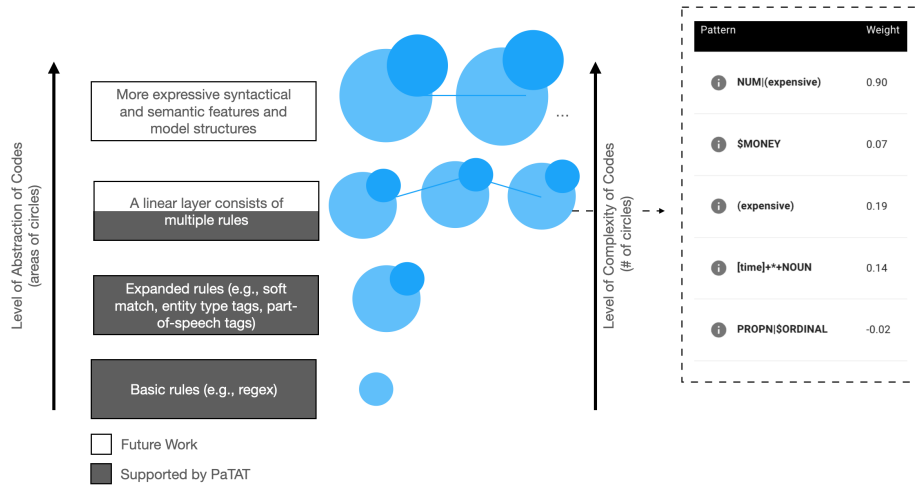 Level of Abstraction of Codes
(areas of circles)
More expressive syntactical
and semantic features and
model structures
...
A linear layer consists of
multiple rules
Expanded rules (e.g., soft
match, entity type tags, part-
of-speech tags)
Basic rules (e.g., regex)
Future Work
Supported by PaTAT
Level of Complexity of Codes
(# of circles)
Pattern Weight
NUM|(expensive) 0.90
$MONEY 0.07
(expensive) 0.19
[time]+*+NOUN 0.14
PROPN|$ORDINAL -0.02